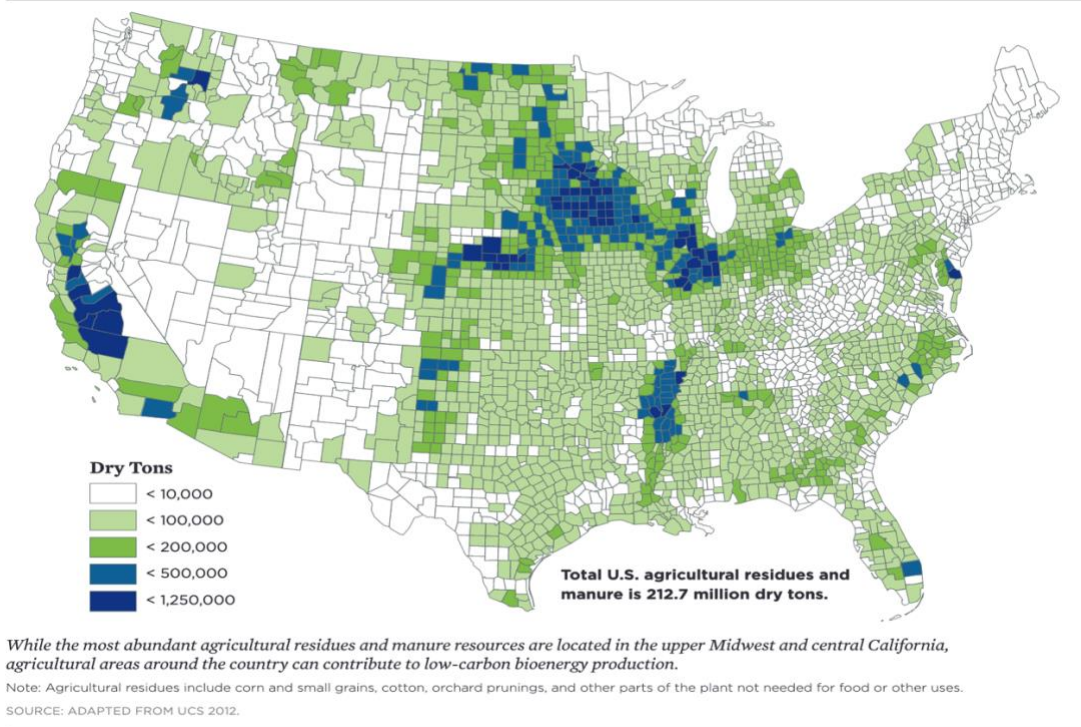 Dry Tons
< 10,000
< 100,000
< 200,000
< 500,000
< 1,250,000
Total U.S. agricultural residues and
manure is 212.7 million dry tons.
While the most abundant agricultural residues and manure resources are located in the upper Midwest and central California,
agricultural areas around the country can contribute to low-carbon bioenergy production.
Note: Agricultural residues include corn and small grains, cotton, orchard prunings, and other parts of the plant not needed for food or other uses.
SOURCE: ADAPTED FROM UCS 2012.